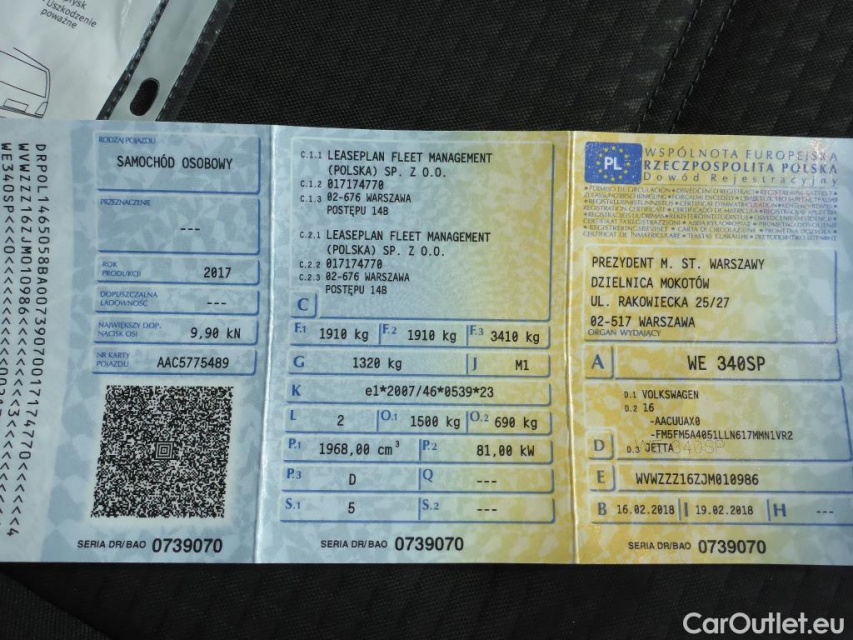 Uszkodzenie
poważne
RODZAJ POJAZDU
SAMOCHÓD OSOBOWY
PRZEZNACZENIE
---
ROK PRODUKCJI 2017
DOPUSZCZALNA ŁADOWNOŚĆ ---
NAJWIĘKSZY DOP. NACISK OSI 9,90 kN
NR KARTY POJAZDU AAC5775489
SERIA DR/BAO 0739070
C.1.1 LEASEPLAN FLEET MANAGEMENT
(POLSKA) SP. Z O.O.
C.1.2 017174770
C.1.3 02-676 WARSZAWA
POSTĘPU 14B
C.2.1 LEASEPLAN FLEET MANAGEMENT
(POLSKA) SP. Z O.O.
C.2.2 017174770
C.2.3 02-676 WARSZAWA
POSTĘPU 14B
C
F.1 1910 kg F.2 1910 kg F.3 3410 kg
G 1320 kg J M1
K e1*2007/46*0539*23
L 2 O.1 1500 kg O.2 690 kg
P.1 1968,00 cm³ P.2 81,00 kW
P.3 D Q ---
S.1 5 S.2 ---
SERIA DR/BAO 0739070
PL
WSPÓLNOTA EUROPEJSKA
RZECZPOSPOLITA POLSKA
Dowód Rejestracyjny
PREZYDENT M. ST. WARSZAWY
DZIELNICA MOKOTÓW
UL. RAKOWIECKA 25/27
02-517 WARSZAWA
ORGAN WYDAJĄCY
A WE 340SP
D.1 VOLKSWAGEN
D.2 16
-AACUUAX0
-FM5FM5A4051LLN617MMN1VR2
D D.3 JETTA
E WVWZZZ16ZJM010986
B 16.02.2018 I 19.02.2018 H ---
SERIA DR/BAO 0739070
CarOutlet.eu